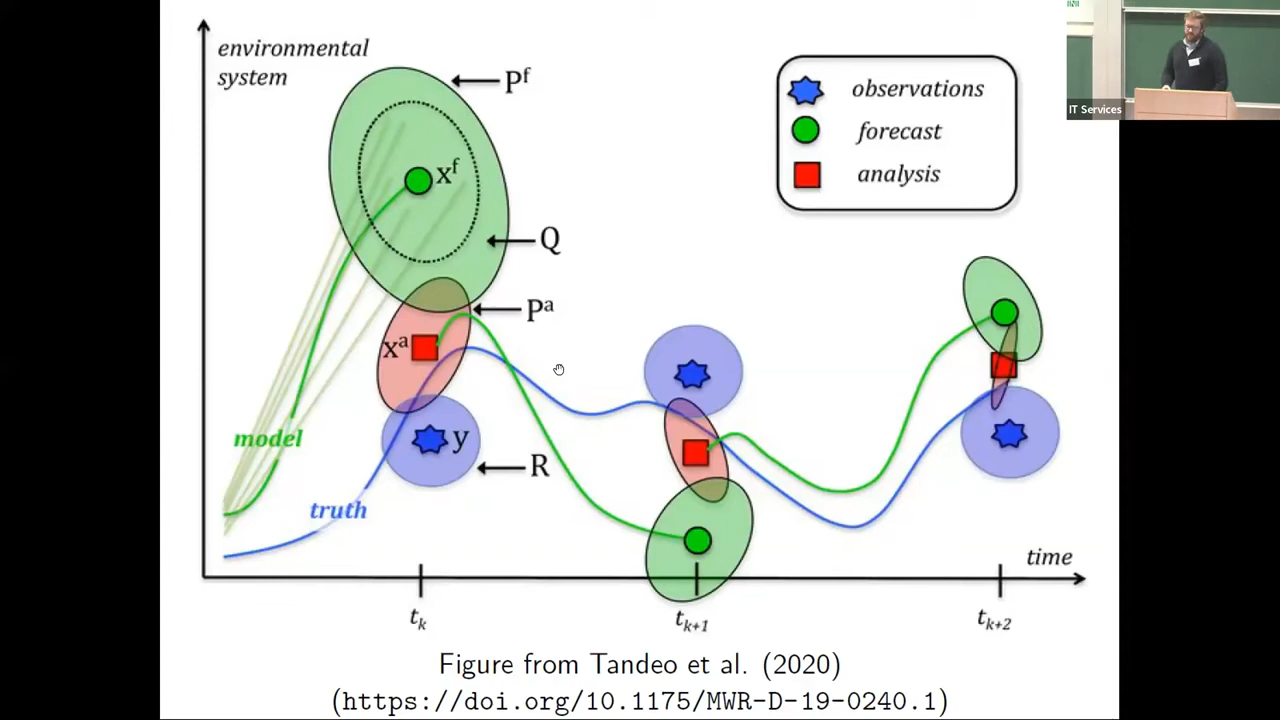 environmental
system
P^f
x^f
Q
P^a
x^a
model
y
R
truth
observations
forecast
analysis
time
t_k
t_{k+1}
t_{k+2}
Figure from Tandeo et al. (2020)
(https://doi.org/10.1175/MWR-D-19-0240.1)
IT Services